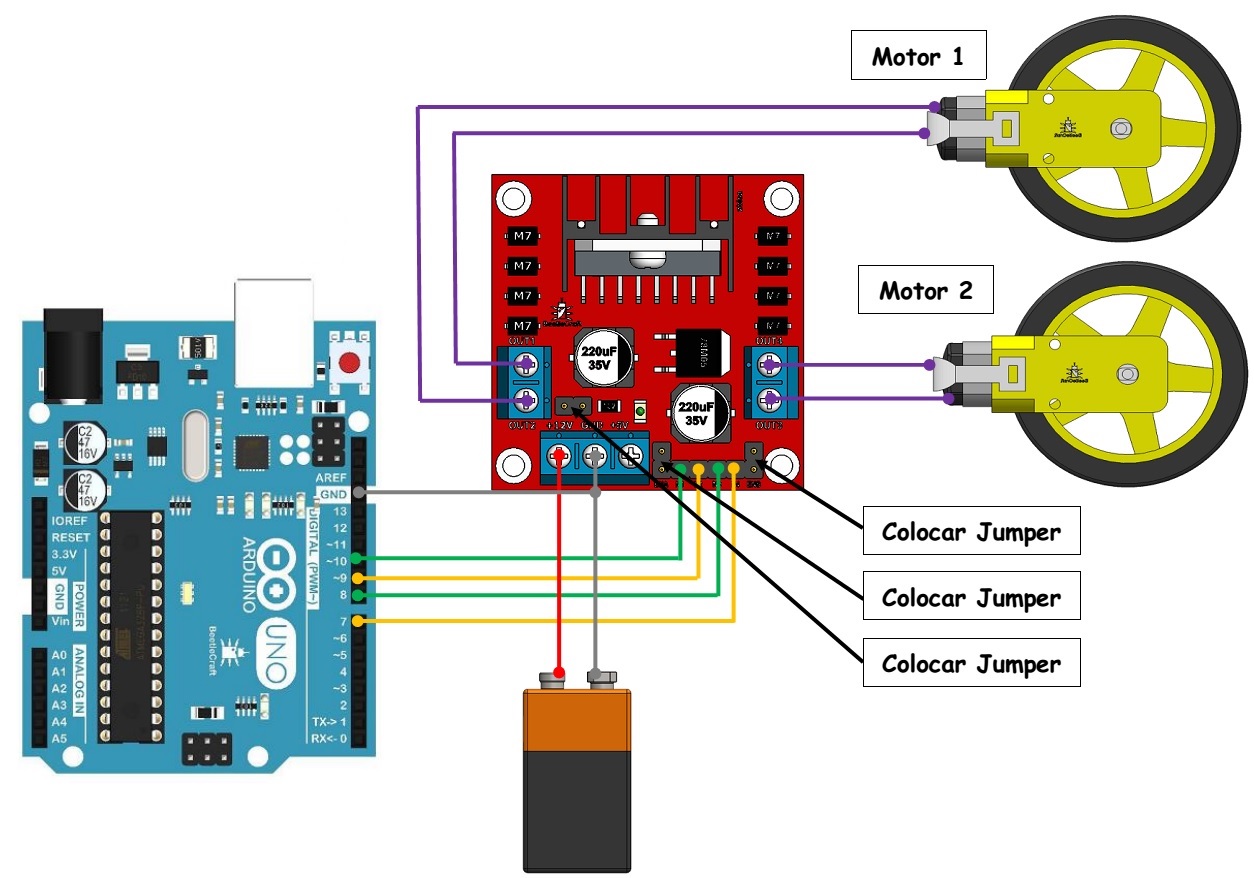 Motor 1
Motor 2
M7
M7
M7
M7
M7
M7
M7
M7
BeetleCraft
OUT1
OUT4
220uF
35V
78M05
220uF
35V
OUT2
+12V GND +5V
OUT3
Colocar Jumper
Colocar Jumper
Colocar Jumper
501V
C2
47
16V
C2
47
16V
AREF
GND
13
12
~11
~10
~9
8
7
~6
~5
4
~3
2
TX-> 1
RX<- 0
DIGITAL (PWM~)
IOREF
RESET
3.3V
5V
GND
Vin
POWER
A0
A1
A2
A3
A4
A5
ANALOG IN
ARDUINO
UNO
BeetleCraft